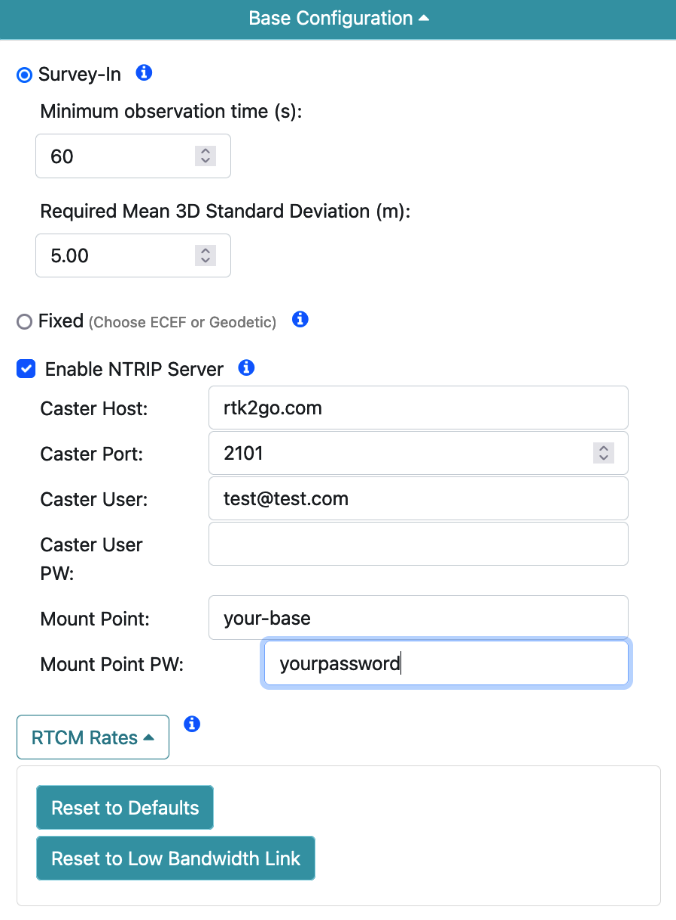 Base Configuration
Survey-In
Minimum observation time (s):
60
Required Mean 3D Standard Deviation (m):
5.00
Fixed (Choose ECEF or Geodetic)
Enable NTRIP Server
Caster Host: rtk2go.com
Caster Port: 2101
Caster User: test@test.com
Caster User
PW:
Mount Point: your-base
Mount Point PW: yourpassword
RTCM Rates
Reset to Defaults
Reset to Low Bandwidth Link